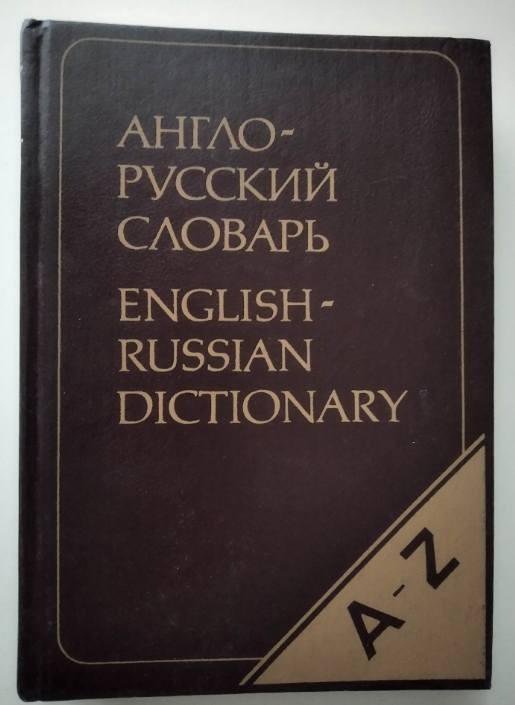 АНГЛО-
РУССКИЙ
СЛОВАРЬ
ENGLISH-
RUSSIAN
DICTIONARY
A-Z